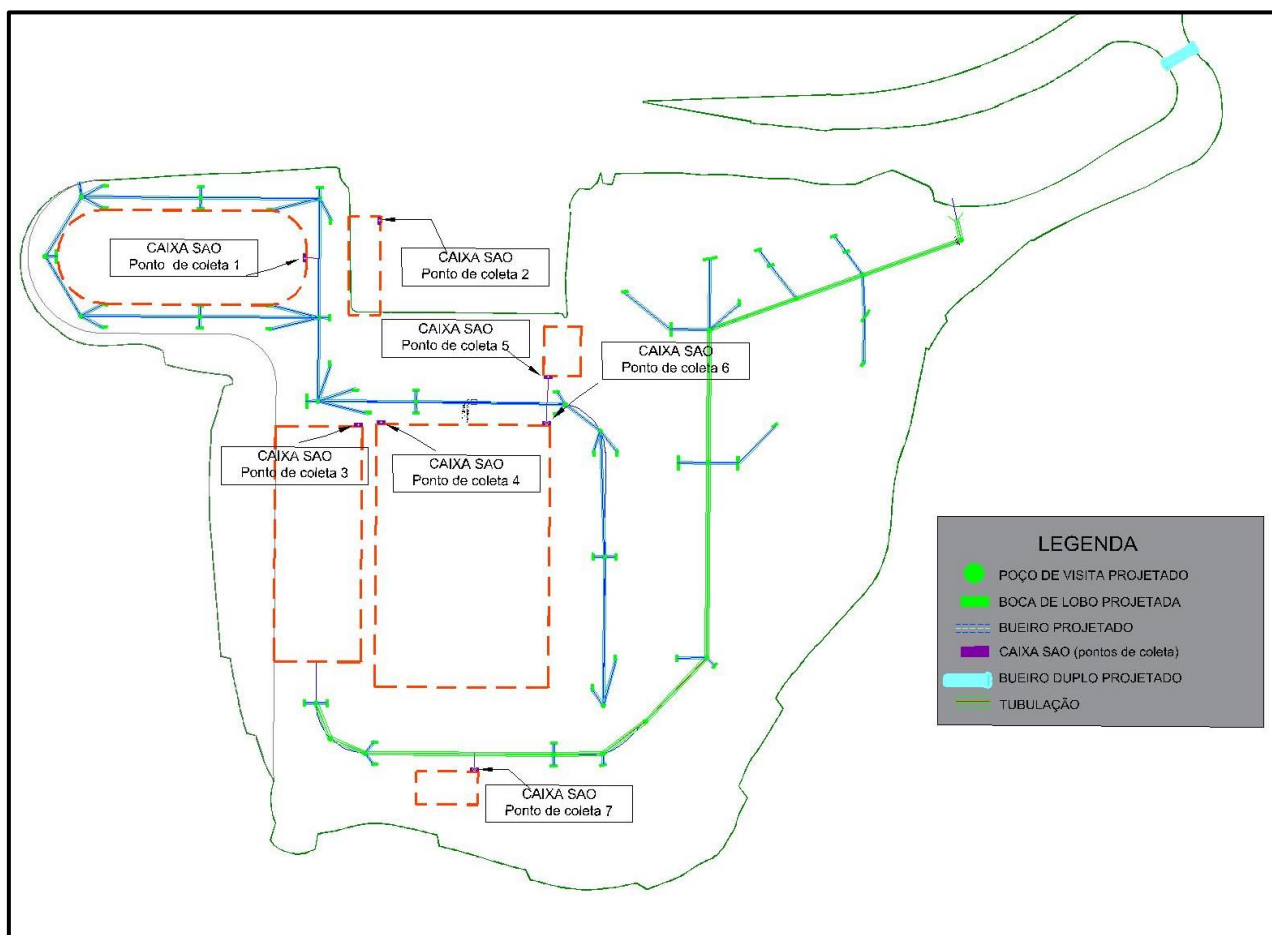 CAIXA SAO
Ponto de coleta 1
CAIXA SAO
Ponto de coleta 2
CAIXA SAO
Ponto de coleta 5
CAIXA SAO
Ponto de coleta 6
CAIXA SAO
Ponto de coleta 3
CAIXA SAO
Ponto de coleta 4
CAIXA SAO
Ponto de coleta 7
LEGENDA
POÇO DE VISITA PROJETADO
BOCA DE LOBO PROJETADA
BUEIRO PROJETADO
CAIXA SAO (pontos de coleta)
BUEIRO DUPLO PROJETADO
TUBULAÇÃO